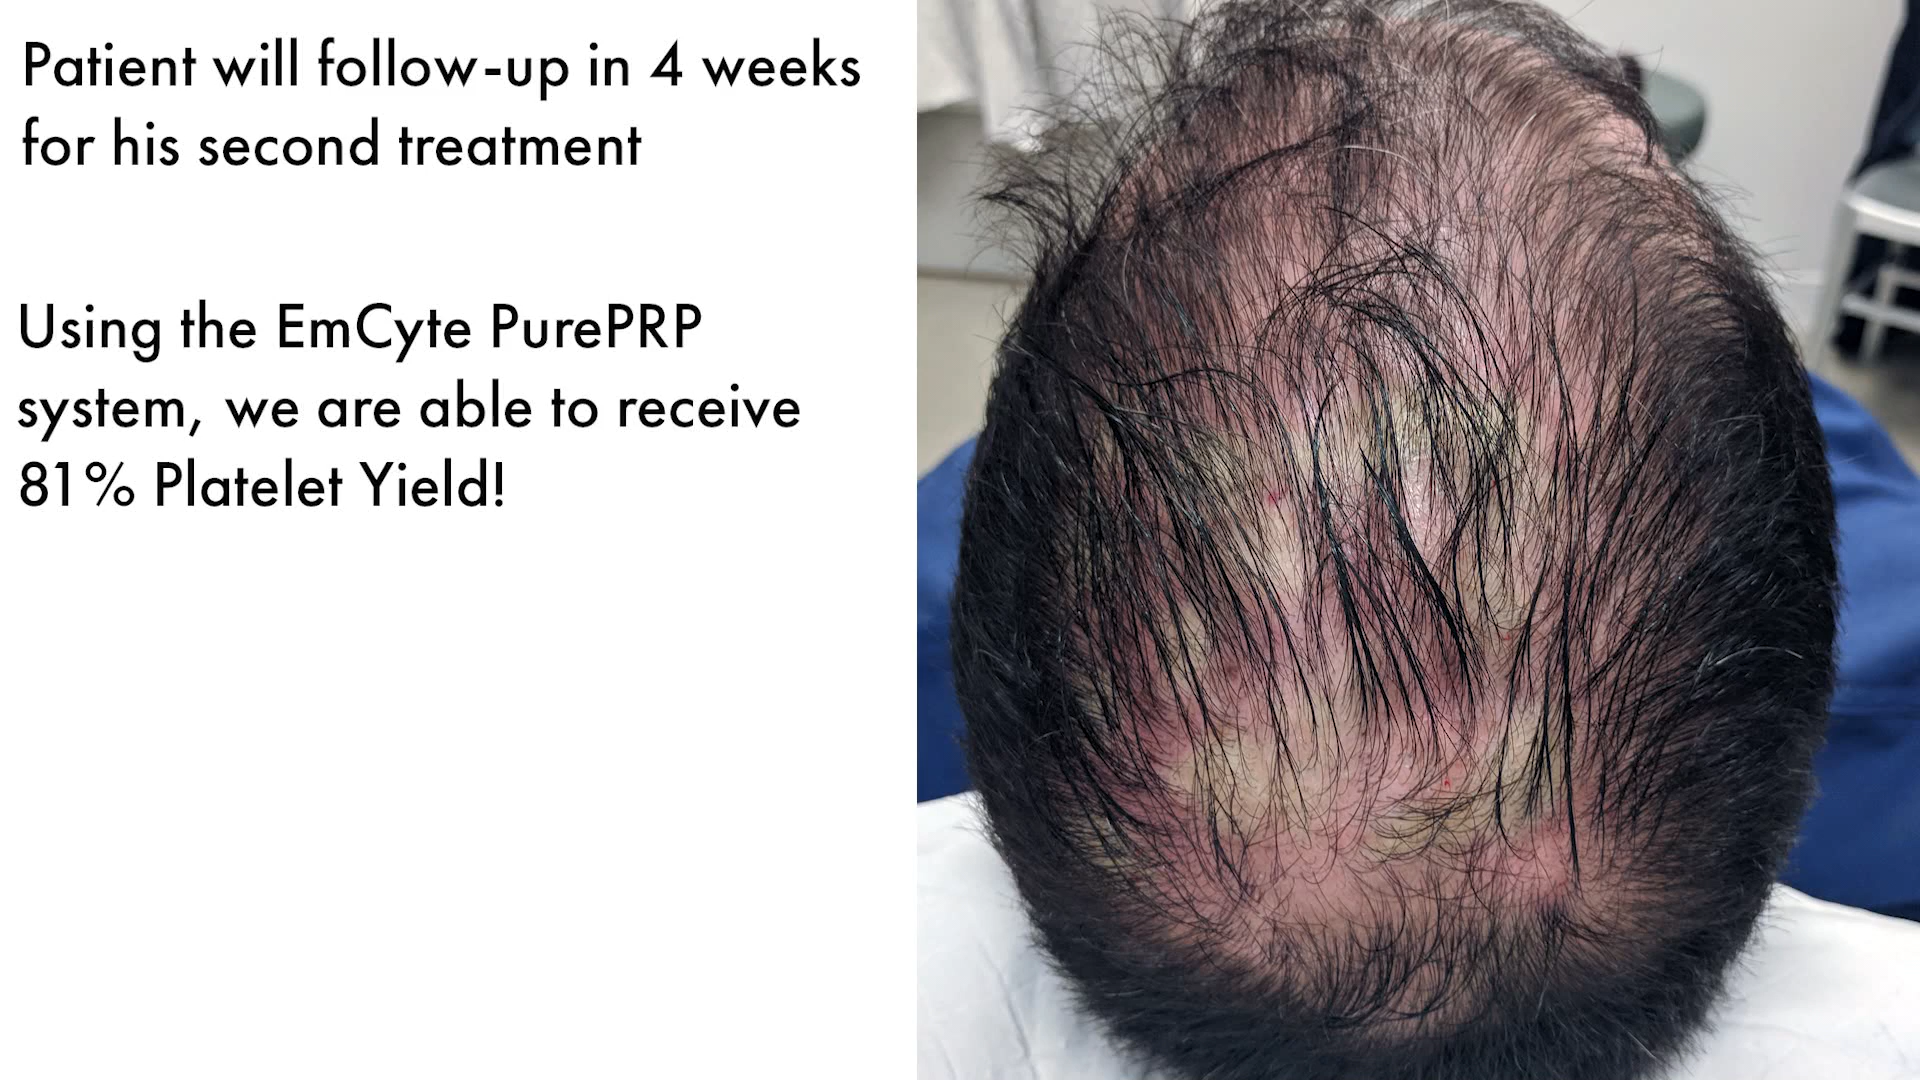 Patient will follow-up in 4 weeks
for his second treatment
Using the EmCyte PurePRP
system, we are able to receive
81% Platelet Yield!